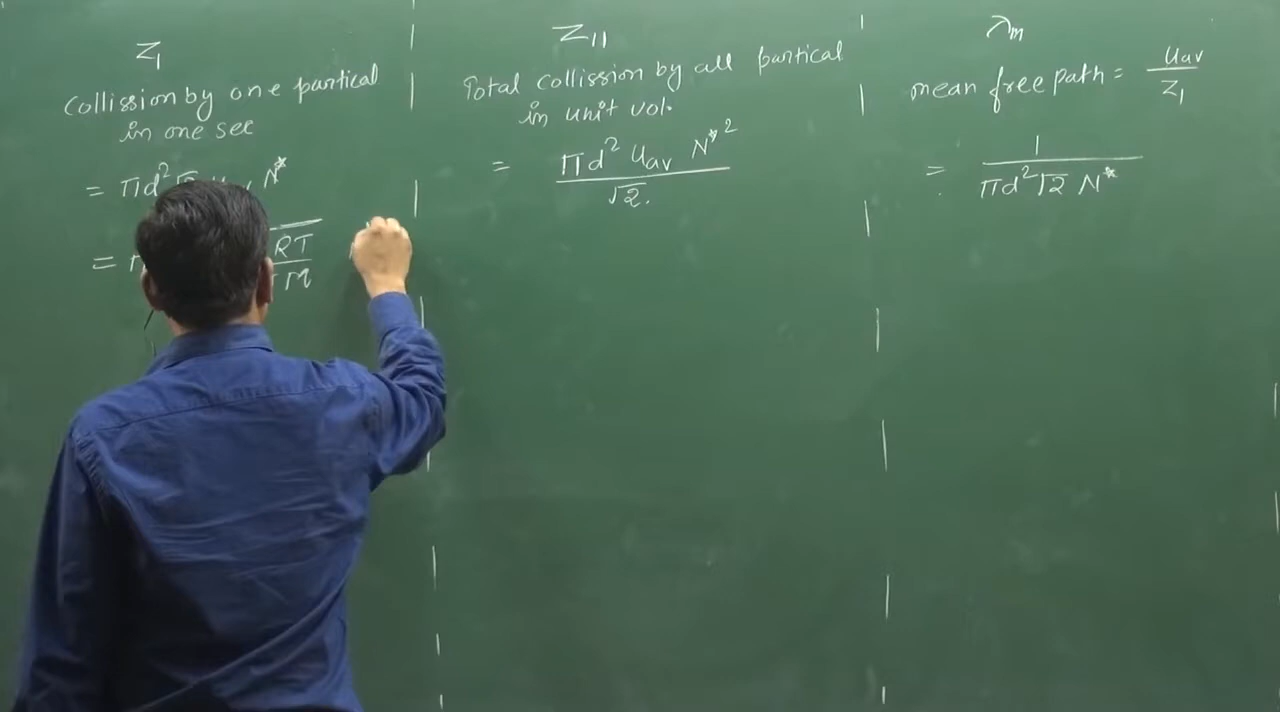 Z₁
Collission by one partical
in one sec
= πd²√2 N*
= π RT
M
Z₁₁
Total collission by all partical
in unit vol.
= πd² Uav N*²
√2.
λm
mean free path = Uav
Z₁
= 1
πd²√2 N*